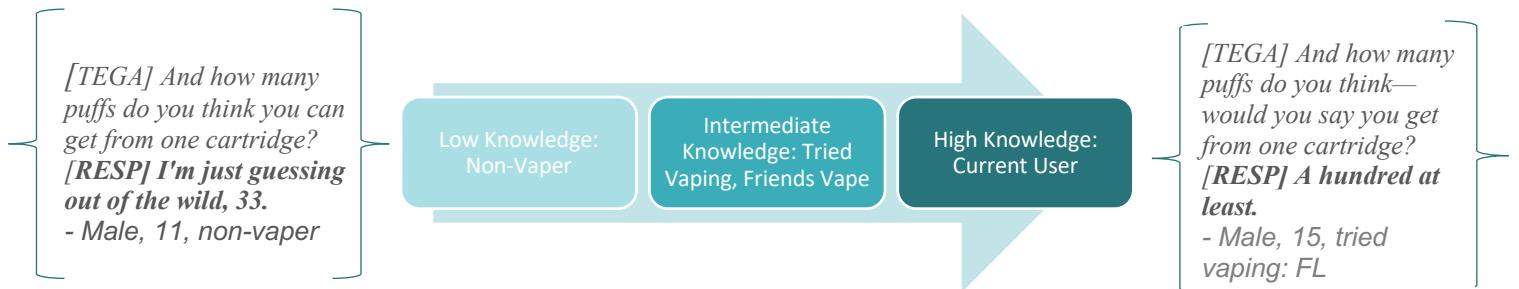 [TEGA] And how many
puffs do you think you can
get from one cartridge?
[RESP] I'm just guessing
out of the wild, 33.
- Male, 11, non-vaper
Low Knowledge:
Non-Vaper
Intermediate
Knowledge: Tried
Vaping, Friends Vape
High Knowledge:
Current User
[TEGA] And how many
puffs do you think—
would you say you get
from one cartridge?
[RESP] A hundred at
least.
- Male, 15, tried
vaping: FL